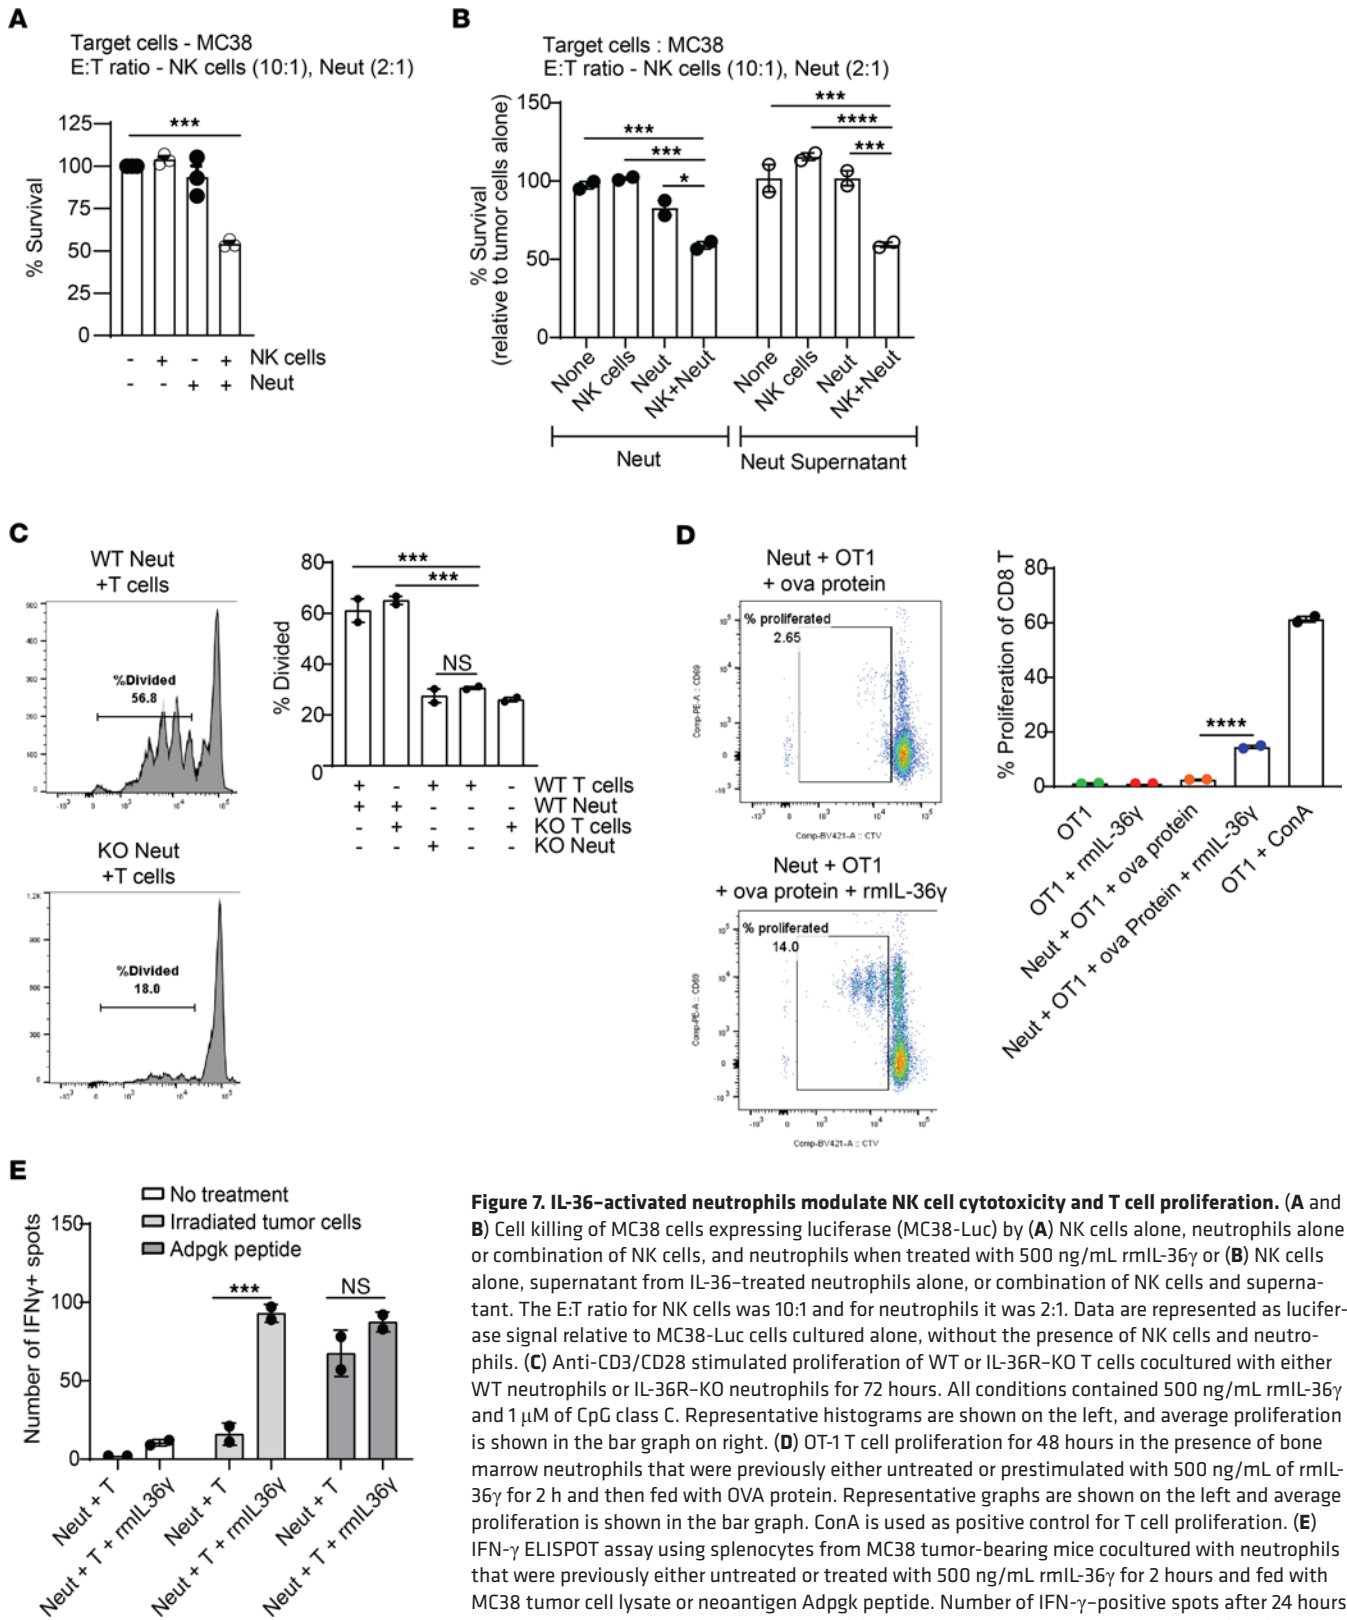 A
Target cells - MC38
E:T ratio - NK cells (10:1), Neut (2:1)
% Survival
125
100
75
50
25
0
***
- + - + NK cells
- - + + Neut
B
Target cells : MC38
E:T ratio - NK cells (10:1), Neut (2:1)
% Survival
(relative to tumor cells alone)
150
100
50
0
***
***
*
***
****
***
None
NK cells
Neut
NK+Neut
None
NK cells
Neut
NK+Neut
Neut
Neut Supernatant
C
WT Neut
+T cells
%Divided
56.8
KO Neut
+T cells
%Divided
18.0
% Divided
80
60
40
20
0
***
***
NS
+ - + + - WT T cells
+ + - - - WT Neut
- + - - + KO T cells
- - + - - KO Neut
D
Neut + OT1
+ ova protein
% proliferated
2.65
Comp-PE-A :: CD69
Comp-BV421-A :: CTV
Neut + OT1
+ ova protein + rmIL-36γ
% proliferated
14.0
Comp-PE-A :: CD69
Comp-BV421-A :: CTV
% Proliferation of CD8 T
80
60
40
20
0
****
OT1
OT1 + rmIL-36γ
Neut + OT1 + ova protein
Neut + OT1 + ova Protein + rmIL-36γ
OT1 + ConA
E
No treatment
Irradiated tumor cells
Adpgk peptide
Number of IFNγ+ spots
150
100
50
0
***
NS
Neut + T
Neut + T + rmIL36γ
Neut + T
Neut + T + rmIL36γ
Neut + T
Neut + T + rmIL36γ
Figure 7. IL-36–activated neutrophils modulate NK cell cytotoxicity and T cell proliferation. (A and
B) Cell killing of MC38 cells expressing luciferase (MC38-Luc) by (A) NK cells alone, neutrophils alone
or combination of NK cells, and neutrophils when treated with 500 ng/mL rmIL-36γ or (B) NK cells
alone, supernatant from IL-36–treated neutrophils alone, or combination of NK cells and superna-
tant. The E:T ratio for NK cells was 10:1 and for neutrophils it was 2:1. Data are represented as lucifer-
ase signal relative to MC38-Luc cells cultured alone, without the presence of NK cells and neutro-
phils. (C) Anti-CD3/CD28 stimulated proliferation of WT or IL-36R–KO T cells cocultured with either
WT neutrophils or IL-36R–KO neutrophils for 72 hours. All conditions contained 500 ng/mL rmIL-36γ
and 1 μM of CpG class C. Representative histograms are shown on the left, and average proliferation
is shown in the bar graph on right. (D) OT-1 T cell proliferation for 48 hours in the presence of bone
marrow neutrophils that were previously either untreated or prestimulated with 500 ng/mL of rmIL-
36γ for 2 h and then fed with OVA protein. Representative graphs are shown on the left and average
proliferation is shown in the bar graph. ConA is used as positive control for T cell proliferation. (E)
IFN-γ ELISPOT assay using splenocytes from MC38 tumor-bearing mice cocultured with neutrophils
that were previously either untreated or treated with 500 ng/mL rmIL-36γ for 2 hours and fed with
MC38 tumor cell lysate or neoantigen Adpgk peptide. Number of IFN-γ–positive spots after 24 hours